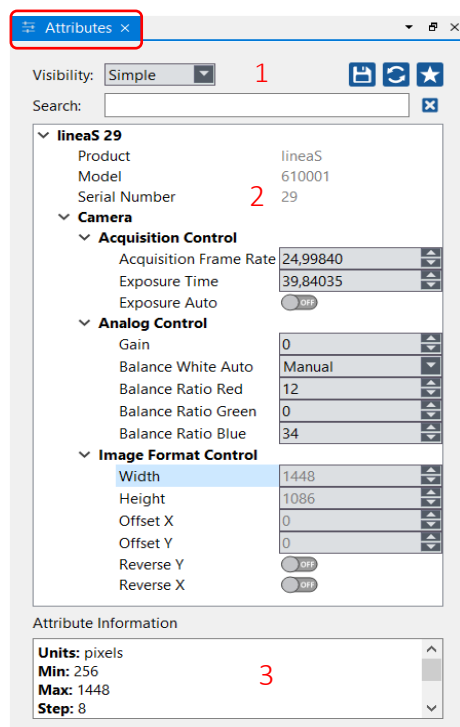 Attributes
Visibility: Simple 1
Search:
lineaS 29
Product lineaS
Model 610001
Serial Number 2 29
Camera
Acquisition Control
Acquisition Frame Rate 24,99840
Exposure Time 39,84035
Exposure Auto OFF
Analog Control
Gain 0
Balance White Auto Manual
Balance Ratio Red 12
Balance Ratio Green 0
Balance Ratio Blue 34
Image Format Control
Width 1448
Height 1086
Offset X 0
Offset Y 0
Reverse Y OFF
Reverse X OFF
Attribute Information
Units: pixels
Min: 256
3
Max: 1448
Step: 8